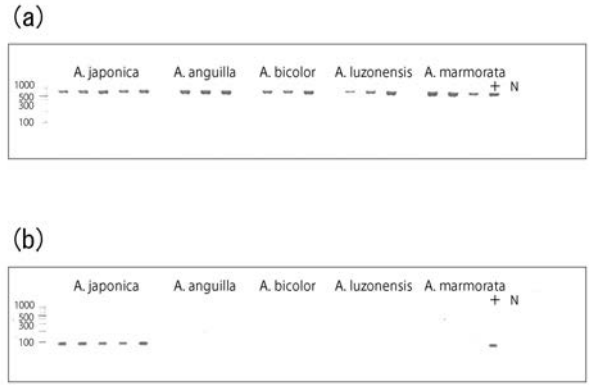 (a)
A. japonica A. anguilla A. bicolor A. luzonensis A. marmorata
+ N
1000
500
300
100
(b)
A. japonica A. anguilla A. bicolor A. luzonensis A. marmorata
+ N
1000
500
300
100